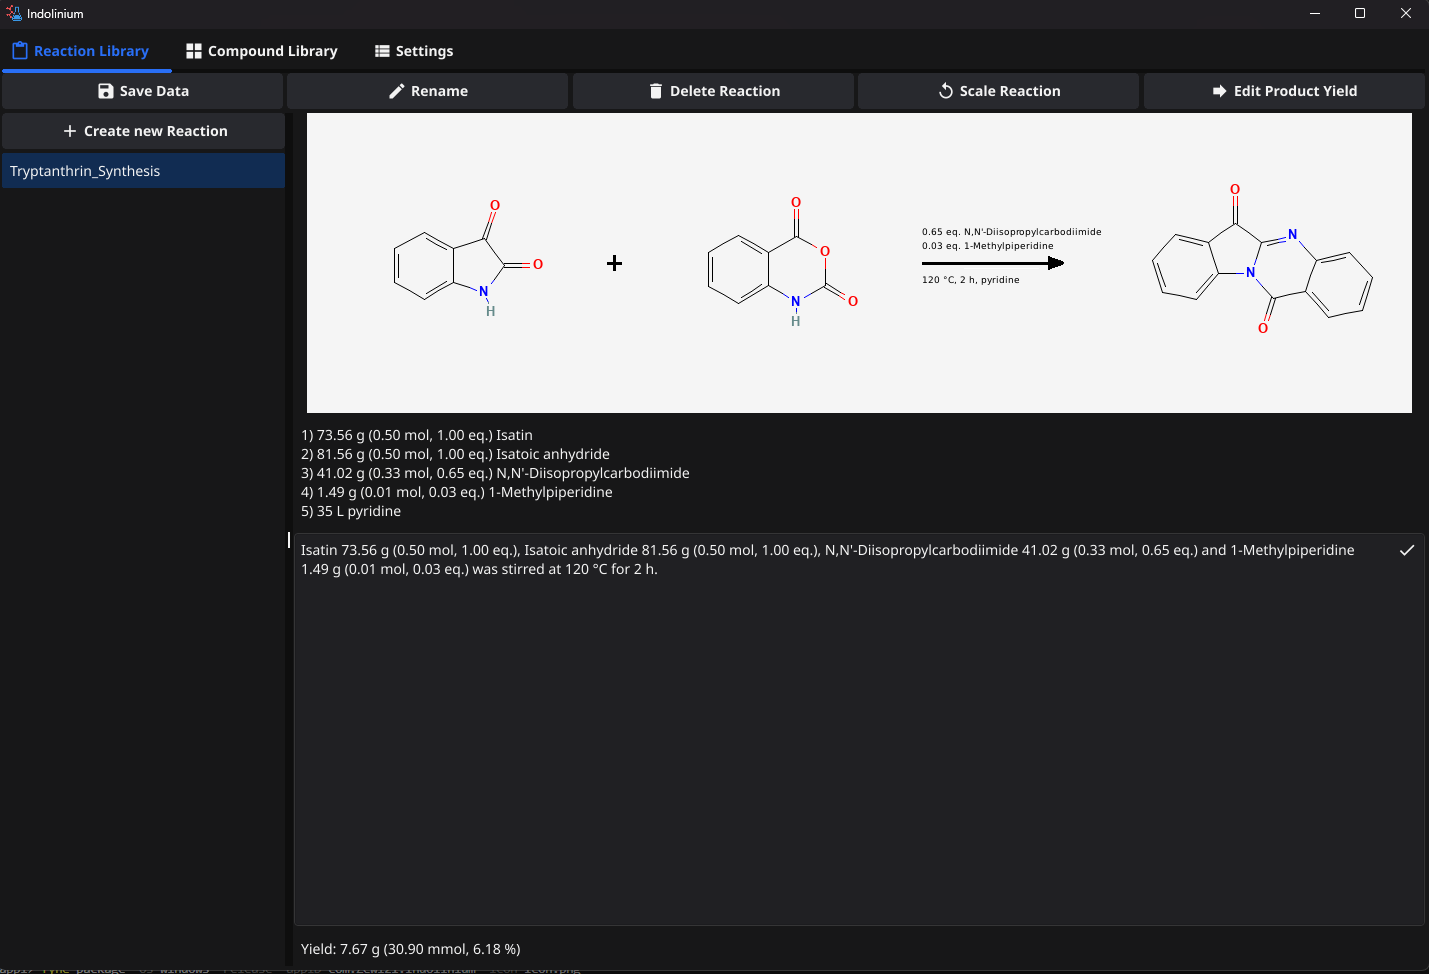 Indolinium
Reaction Library
Compound Library
Settings
Save Data
Rename
Delete Reaction
Scale Reaction
Edit Product Yield
Create new Reaction
Tryptanthrin_Synthesis
O
O
N
H
+
O
O
N
H
O
0.65 eq. N,N'-Diisopropylcarbodiimide
0.03 eq. 1-Methylpiperidine
120 °C, 2 h, pyridine
O
N
N
O
1) 73.56 g (0.50 mol, 1.00 eq.) Isatin
2) 81.56 g (0.50 mol, 1.00 eq.) Isatoic anhydride
3) 41.02 g (0.33 mol, 0.65 eq.) N,N'-Diisopropylcarbodiimide
4) 1.49 g (0.01 mol, 0.03 eq.) 1-Methylpiperidine
5) 35 L pyridine
Isatin 73.56 g (0.50 mol, 1.00 eq.), Isatoic anhydride 81.56 g (0.50 mol, 1.00 eq.), N,N'-Diisopropylcarbodiimide 41.02 g (0.33 mol, 0.65 eq.) and 1-Methylpiperidine
1.49 g (0.01 mol, 0.03 eq.) was stirred at 120 °C for 2 h.
Yield: 7.67 g (30.90 mmol, 6.18 %)